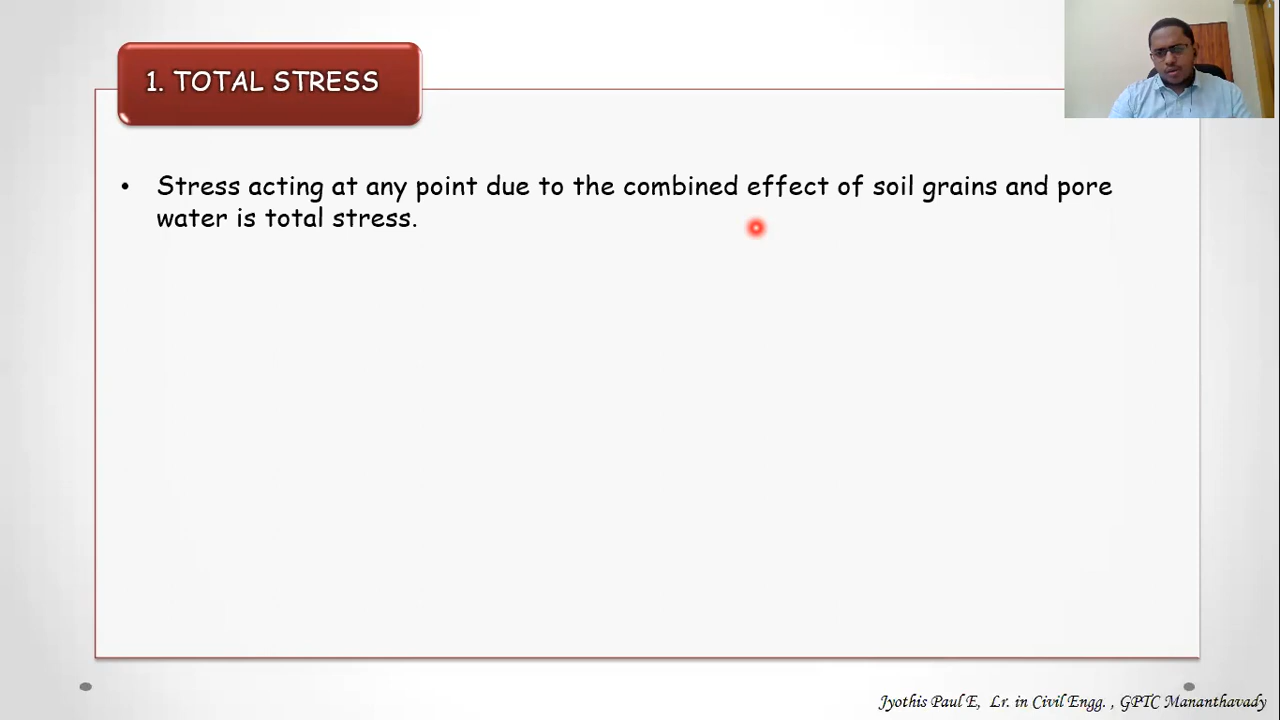 1. TOTAL STRESS
• Stress acting at any point due to the combined effect of soil grains and pore
water is total stress.
Jyothis Paul E, Lr. in Civil Engg. , GPTC Mananthavady